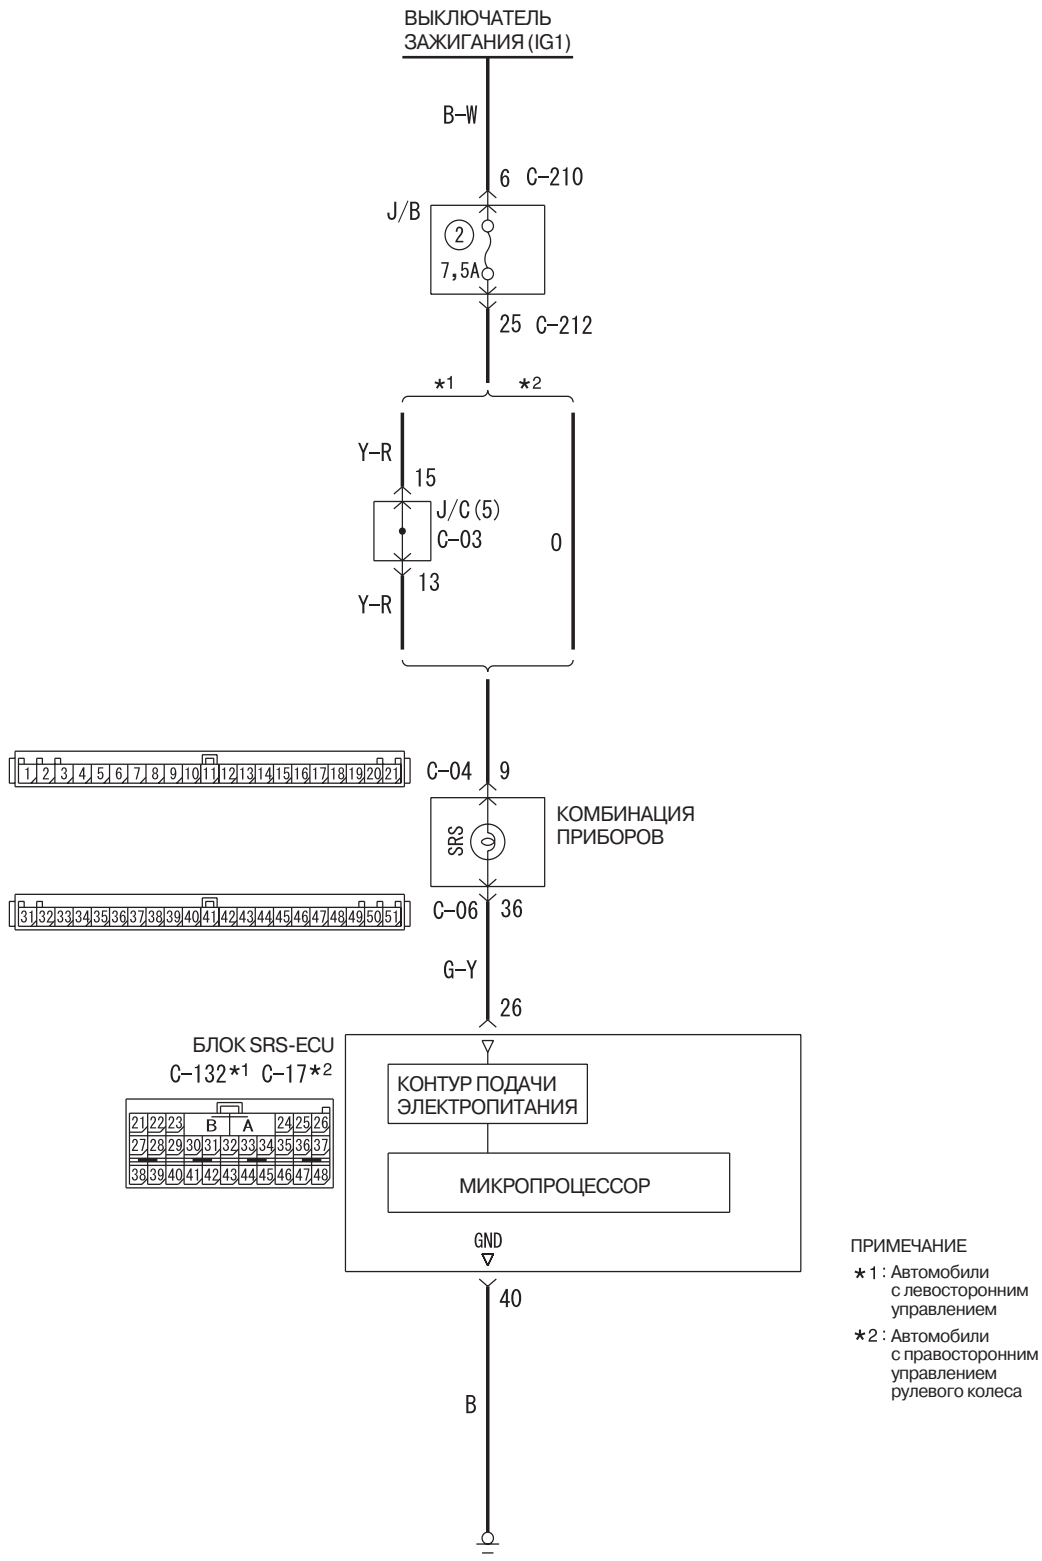 ВЫКЛЮЧАТЕЛЬ
ЗАЖИГАНИЯ (IG1)
B-W
6 C-210
J/B
2
7,5A
25 C-212
*1 *2
Y-R
15
J/C(5)
C-03
O
13
Y-R
1 2 3 4 5 6 7 8 9 10 11 12 13 14 15 16 17 18 19 20 21
C-04 9
SRS
КОМБИНАЦИЯ
ПРИБОРОВ
31 32 33 34 35 36 37 38 39 40 41 42 43 44 45 46 47 48 49 50 51
C-06 36
G-Y
26
БЛОК SRS-ECU
C-132*1 C-17*2
21 22 23 B A 24 25 26
27 28 29 30 31 32 33 34 35 36 37
38 39 40 41 42 43 44 45 46 47 48
КОНТУР ПОДАЧИ
ЭЛЕКТРОПИТАНИЯ
МИКРОПРОЦЕССОР
GND
40
B
ПРИМЕЧАНИЕ
*1: Автомобили
с левосторонним
управлением
*2: Автомобили
с правосторонним
управлением
рулевого колеса